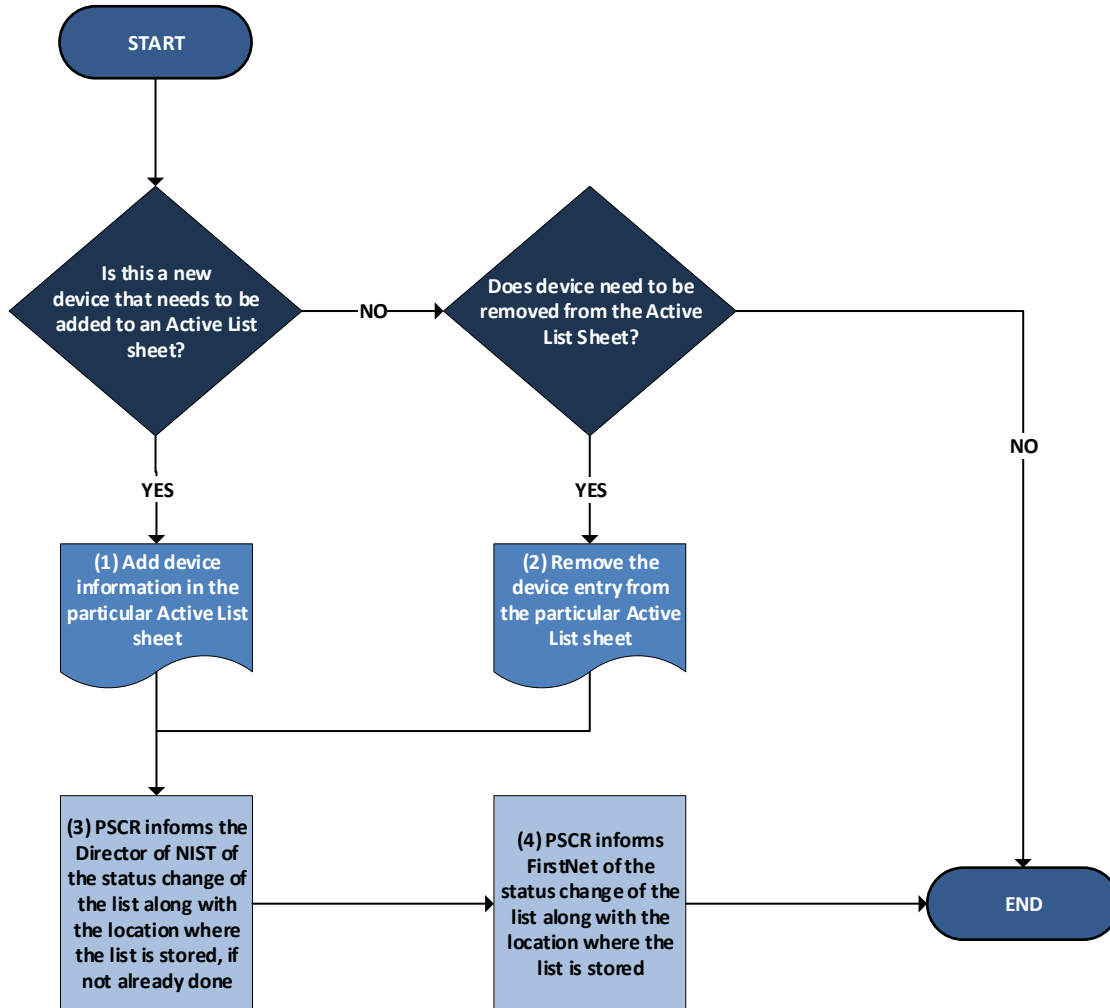 START
Is this a new
device that needs to be
added to an Active List
sheet?
NO
Does device need to be
removed from the Active
List Sheet?
NO
YES
YES
(1) Add device
information in the
particular Active List
sheet
(2) Remove the
device entry from
the particular Active
List sheet
(3) PSCR informs the
Director of NIST of
the status change of
the list along with
the location where
the list is stored, if
not already done
(4) PSCR informs
FirstNet of the
status change of the
list along with the
location where the
list is stored
END